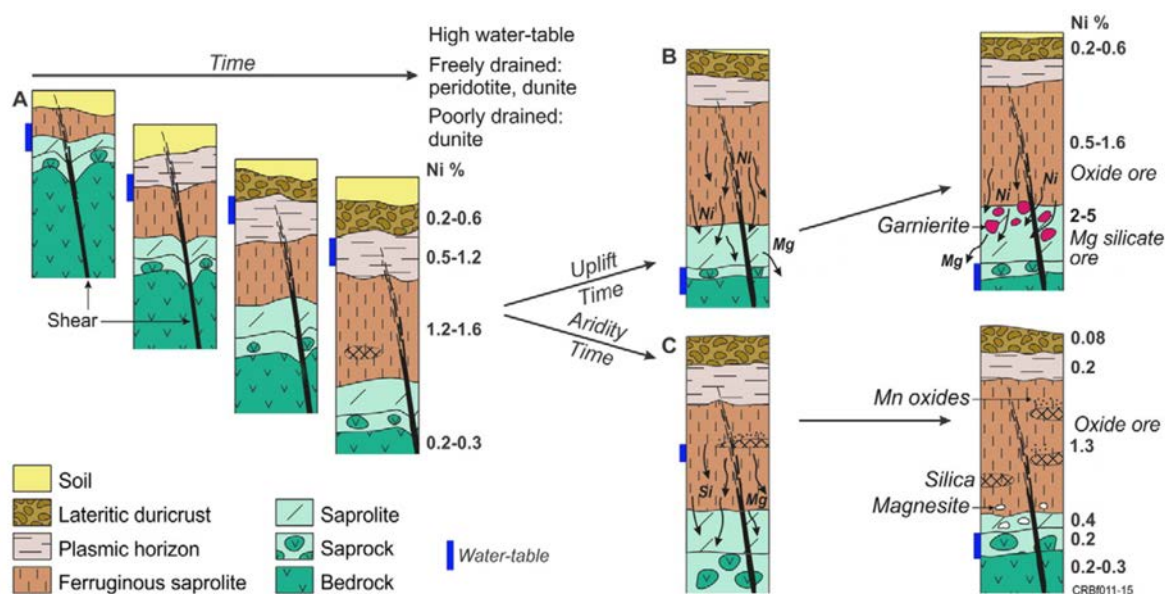 A
Time
High water-table
Freely drained:
peridotite, dunite
Poorly drained:
dunite
Ni %
0.2-0.6
0.5-1.2
1.2-1.6
0.2-0.3
Shear
Uplift
Time
Aridity
Time
B
Ni
Ni
Mg
Ni %
0.2-0.6
0.5-1.6
Oxide ore
Ni
Ni
Garnierite
2-5
Mg silicate
ore
Mg
C
Si
Mg
0.08
0.2
Mn oxides
Oxide ore
1.3
Silica
Magnesite
0.4
0.2
0.2-0.3
CRBf011-15
Soil
Lateritic duricrust
Plasmic horizon
Ferruginous saprolite
Saprolite
Saprock
Bedrock
Water-table